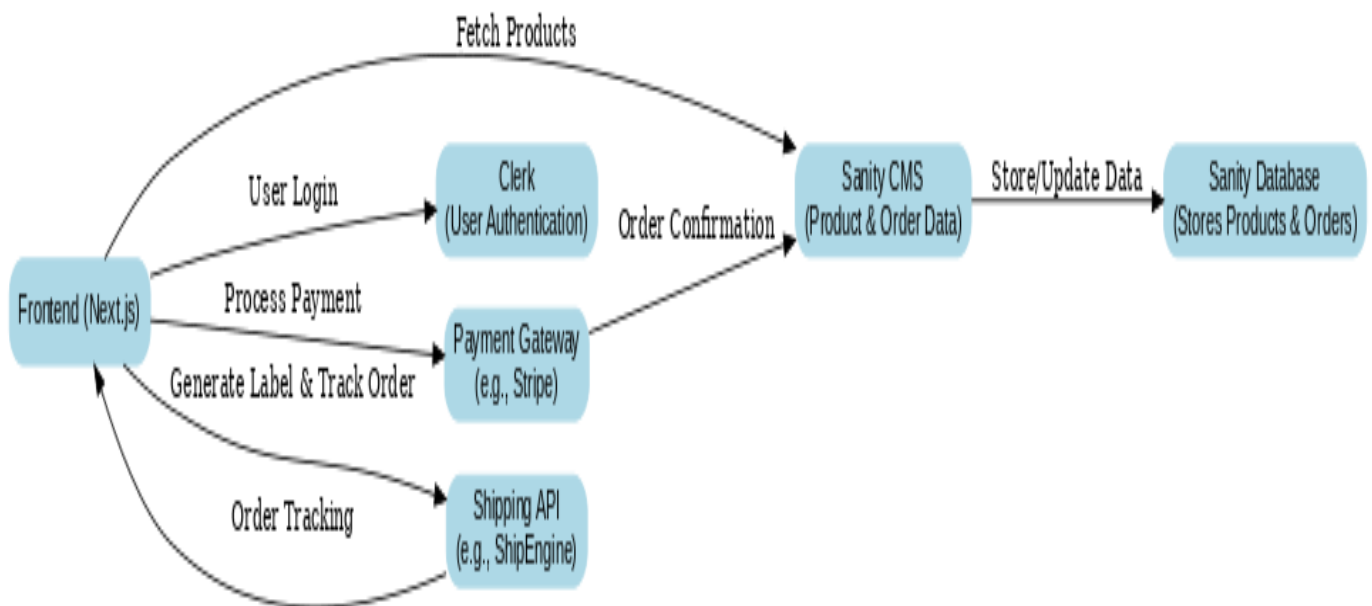 Fetch Products
User Login
Clerk
(User Authentication)
Sanity CMS
(Product & Order Data)
Store/Update Data
Sanity Database
(Stores Products & Orders)
Order Confirmation
Frontend (Next.js)
Process Payment
Payment Gateway
(e.g., Stripe)
Generate Label & Track Order
Order Tracking
Shipping API
(e.g., ShipEngine)